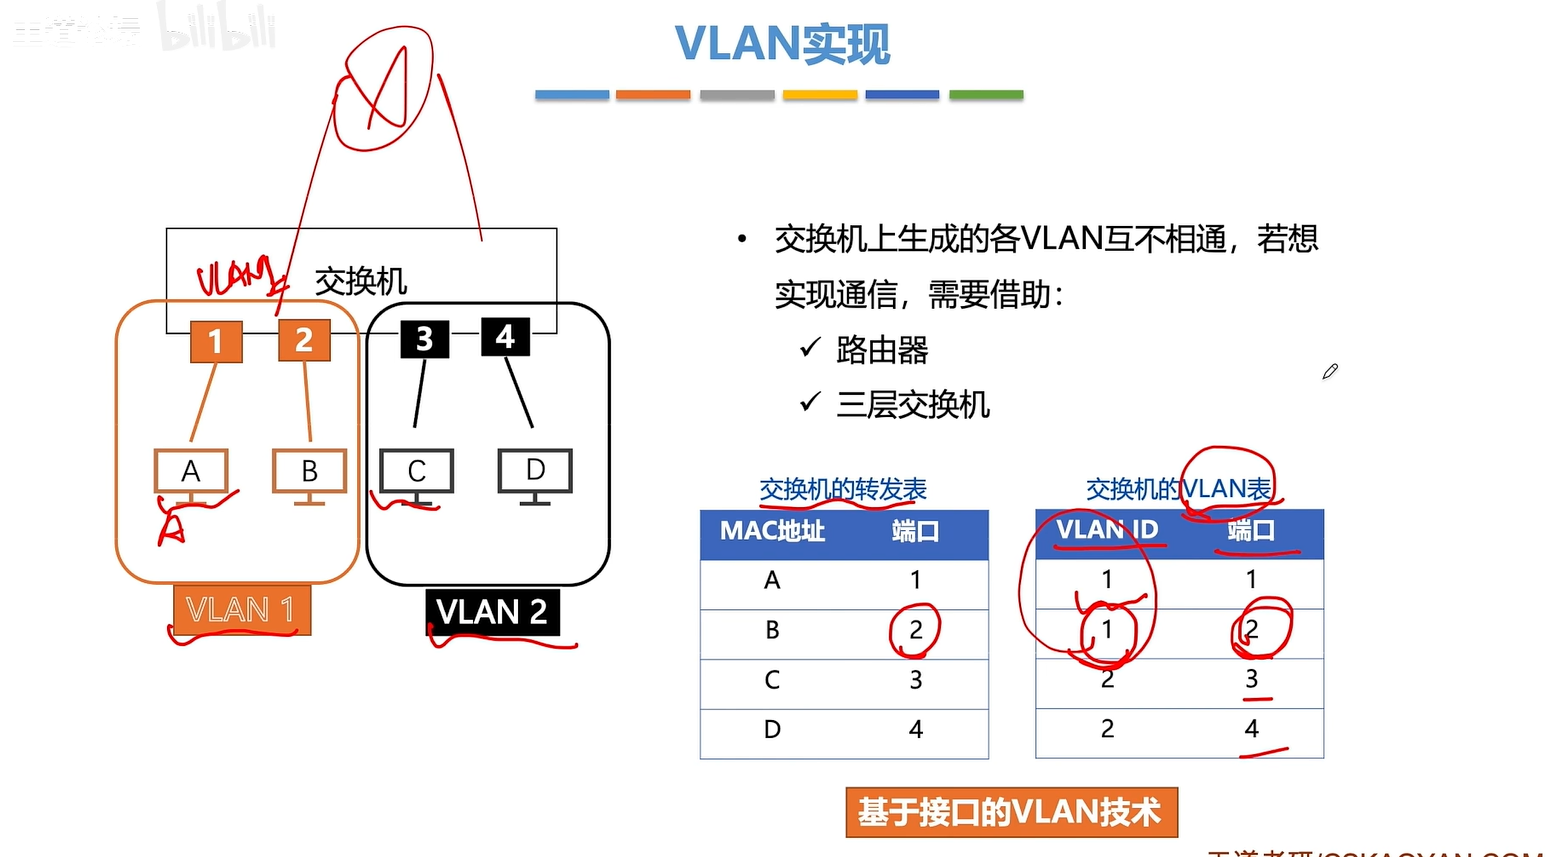 bilibili
VLAN实现
• 交换机上生成的各VLAN互不相通，若想
实现通信，需要借助：
✓ 路由器
✓ 三层交换机
VLAN
交换机
1 2 3 4
A B C D
A
VLAN 1 VLAN 2
交换机的转发表
MAC地址 端口
A 1
B 2
C 3
D 4
交换机的VLAN表
VLAN ID 端口
1 1
1 2
2 3
2 4
基于接口的VLAN技术
王道考研/CSKAOYAN.COM